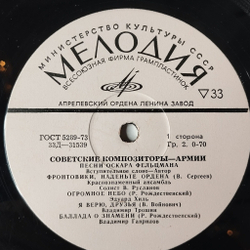 МИНИСТЕРСТВО КУЛЬТУРЫ СССР
МЕЛОДИЯ
ВСЕСОЮЗНАЯ ФИРМА ГРАМПЛАСТИНОК
33
АПРЕЛЕВСКИЙ ОРДЕНА ЛЕНИНА ЗАВОД
ГОСТ 5289-73
1 сторона
33Д—31539
Гр. 2. 0-70
СОВЕТСКИЕ КОМПОЗИТОРЫ—АРМИИ
ПЕСНИ ОСКАРА ФЕЛЬЦМАНА
Вступительное слово—Автор
ФРОНТОВИКИ, НАДЕНЬТЕ ОРДЕНА (В. Сергеев)
Краснознаменный ансамбль
Солист В. Русланов
ОГРОМНОЕ НЕБО (Р. Рождественский)
Эдуард Хиль
Я ВЕРЮ, ДРУЗЬЯ (В. Войнович)
Владимир Трошин
БАЛЛАДА О ЗНАМЕНИ (Р. Рождественский)
Владимир Гаврилов